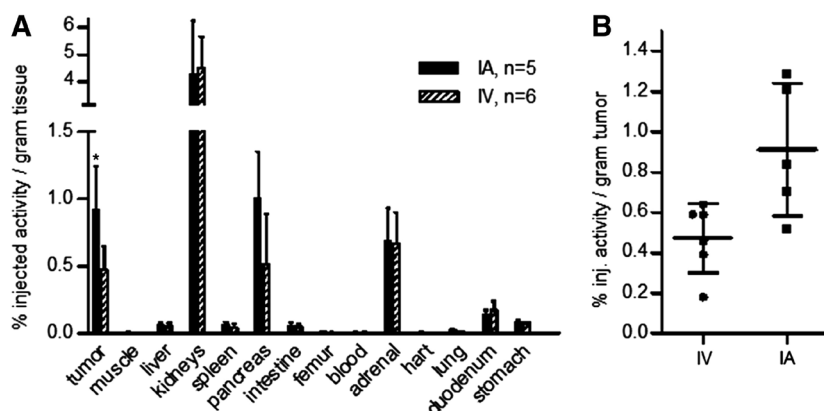 A
B
% injected activity / gram tissue
6
5
4
1.5
1.0
0.5
0.0
*
IA, n=5
IV, n=6
tumor
muscle
liver
kidneys
spleen
pancreas
intestine
femur
blood
adrenal
hart
lung
duodenum
stomach
% inj. activity / gram tumor
1.4
1.2
1.0
0.8
0.6
0.4
0.2
0.0
IV
IA